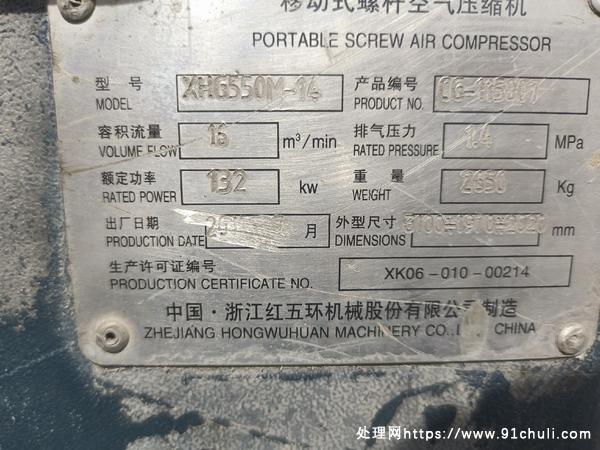 移动式螺杆空气压缩机
PORTABLE SCREW AIR COMPRESSOR
型 号 MODEL XHG550M-14 产品编号 PRODUCT NO.
容积流量 VOLUME FLOW 16 m³/min 排气压力 RATED PRESSURE 1.4 MPa
额定功率 RATED POWER 132 kw 重 量 WEIGHT 2650 Kg
出厂日期 PRODUCTION DATE 月 外型尺寸 DIMENSIONS mm
生产许可证编号 PRODUCTION CERTIFICATE NO. XK06-010-00214
中国·浙江红五环机械股份有限公司制造
ZHEJIANG HONGWUHUAN MACHINERY CO., CHINA
处理网https://www.91chuli.com/